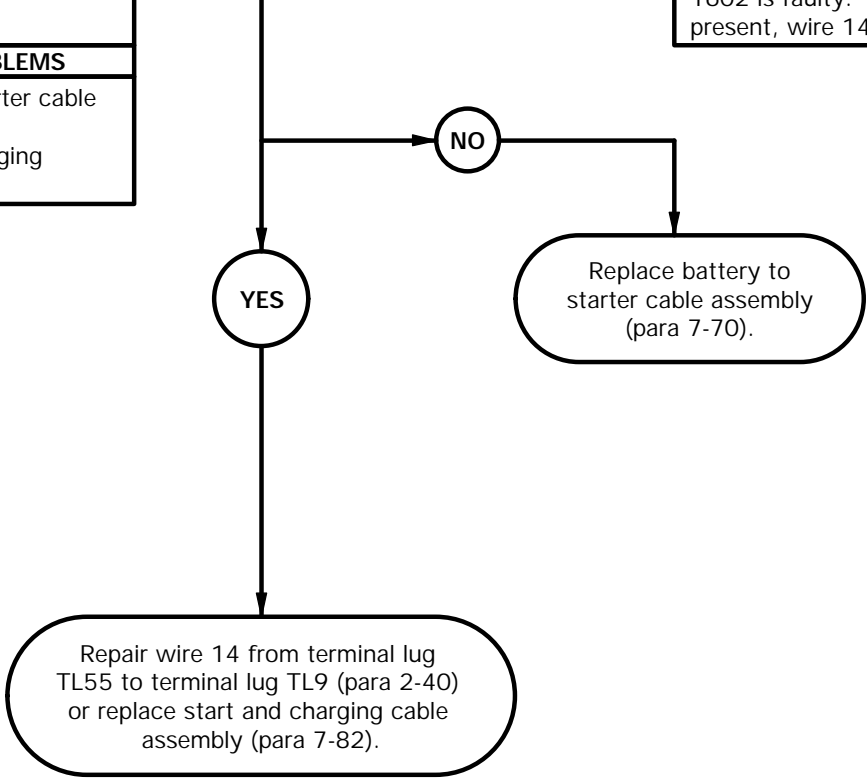 is faulty.
present, wire 14
BLEMS
rter cable
ging
NO
YES
Replace battery to
starter cable assembly
(para 7-70).
Repair wire 14 from terminal lug
TL55 to terminal lug TL9 (para 2-40)
or replace start and charging cable
assembly (para 7-82).